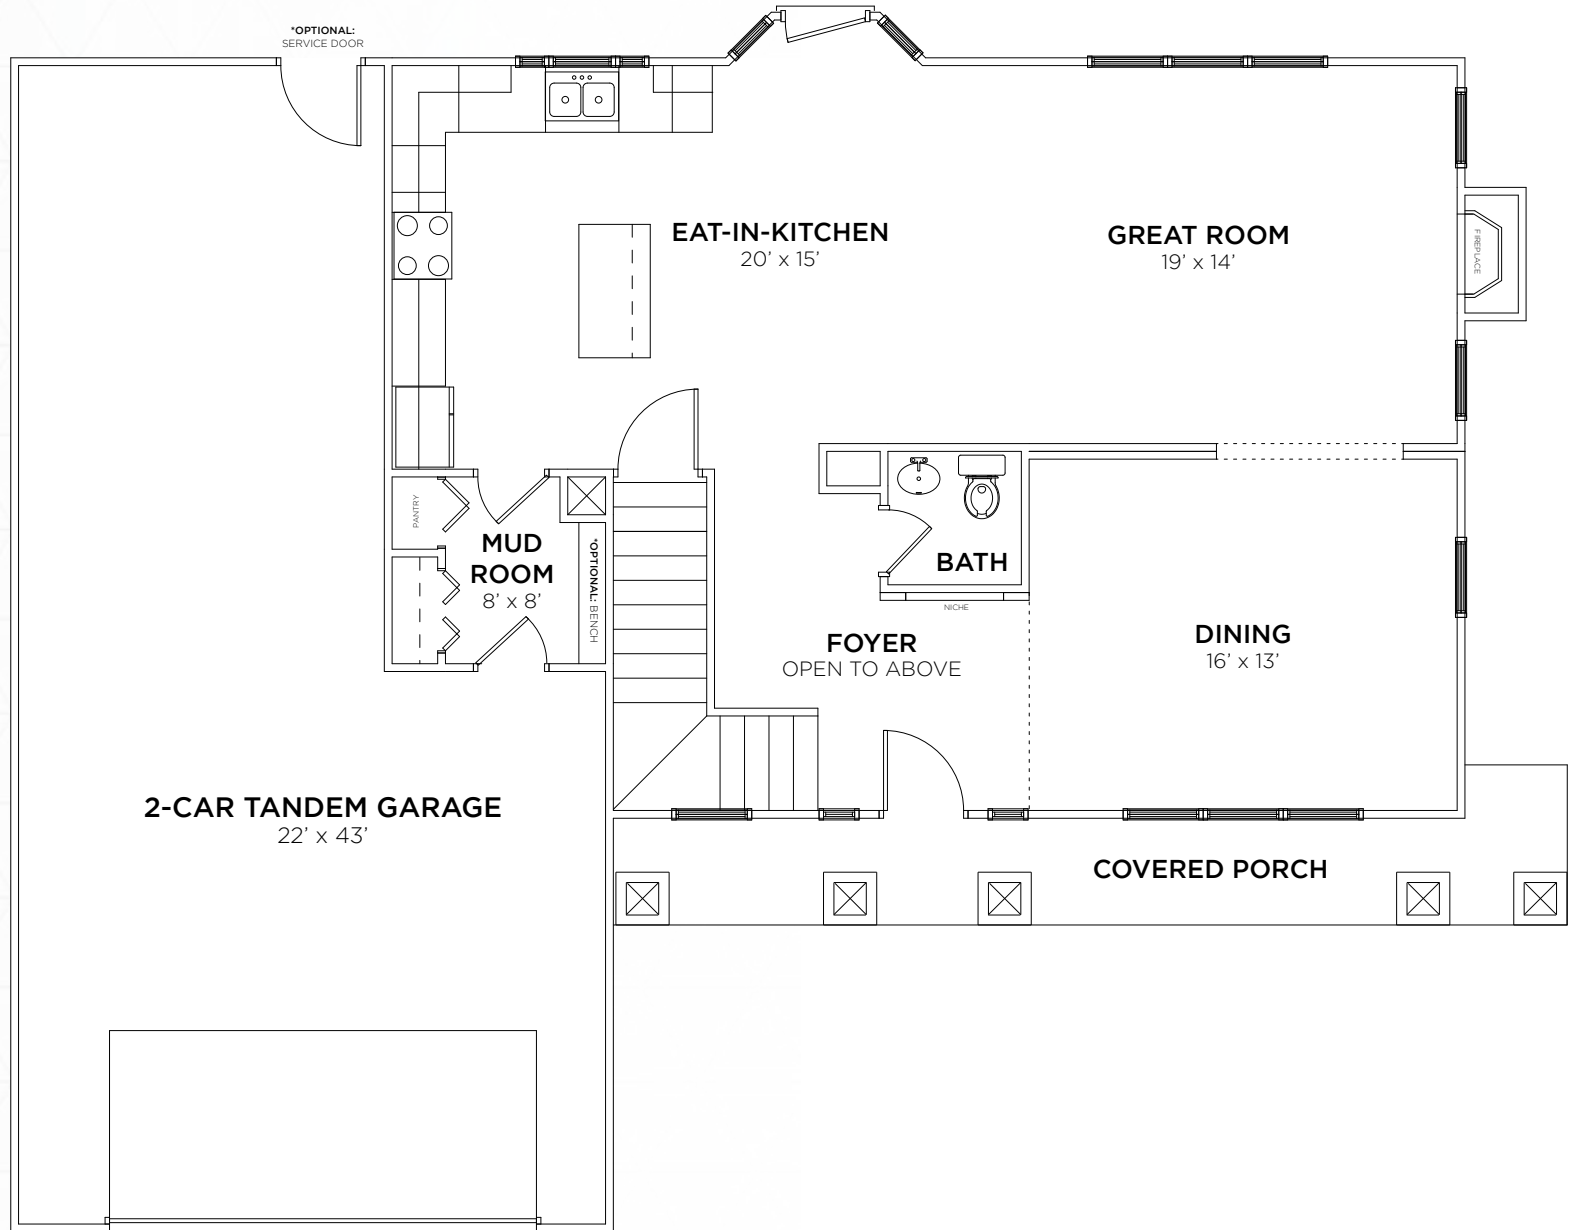 *OPTIONAL:
SERVICE DOOR
EAT-IN-KITCHEN
20’ x 15’
GREAT ROOM
19’ x 14’
FIREPLACE
PANTRY
MUD
ROOM
8’ x 8’
*OPTIONAL: BENCH
BATH
NICHE
FOYER
OPEN TO ABOVE
DINING
16’ x 13’
2-CAR TANDEM GARAGE
22’ x 43’
COVERED PORCH